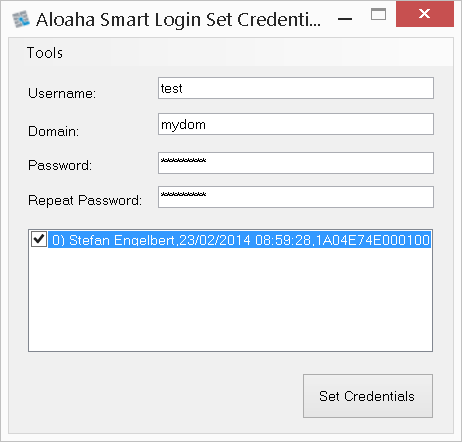 Aloaha Smart Login Set Credenti...
Tools
Username: test
Domain: mydom
Password: **********
Repeat Password: **********
0) Stefan Engelbert,23/02/2014 08:59:28,1A04E74E000100
Set Credentials